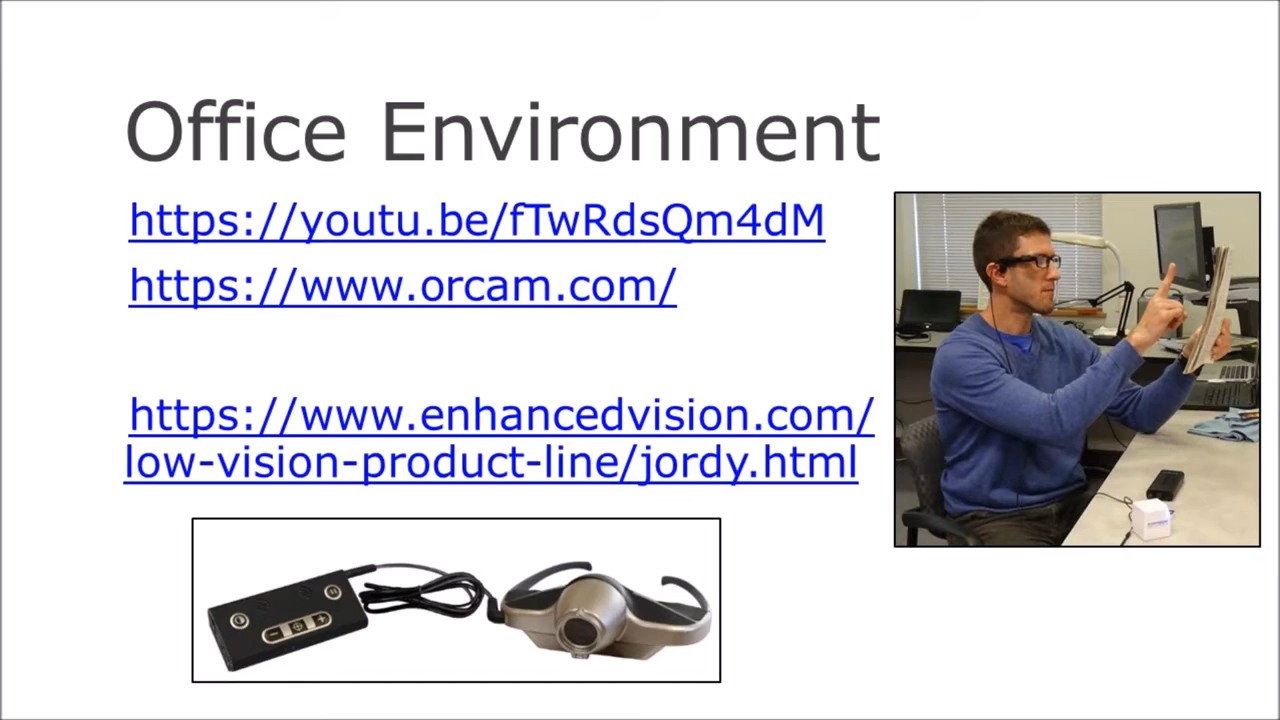 Office Environment
https://youtu.be/fTwRdsQm4dM
https://www.orcam.com/
https://www.enhancedvision.com/
low-vision-product-line/jordy.html